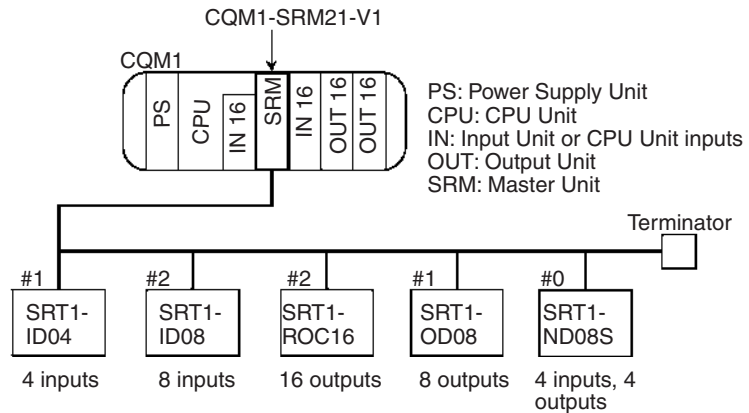 CQM1-SRM21-V1
CQM1
PS
CPU
IN 16
SRM
IN 16
OUT 16
OUT 16
PS: Power Supply Unit
CPU: CPU Unit
IN: Input Unit or CPU Unit inputs
OUT: Output Unit
SRM: Master Unit
Terminator
#1
#2
#2
#1
#0
SRT1-
ID04
SRT1-
ID08
SRT1-
ROC16
SRT1-
OD08
SRT1-
ND08S
4 inputs
8 inputs
16 outputs
8 outputs
4 inputs, 4
outputs